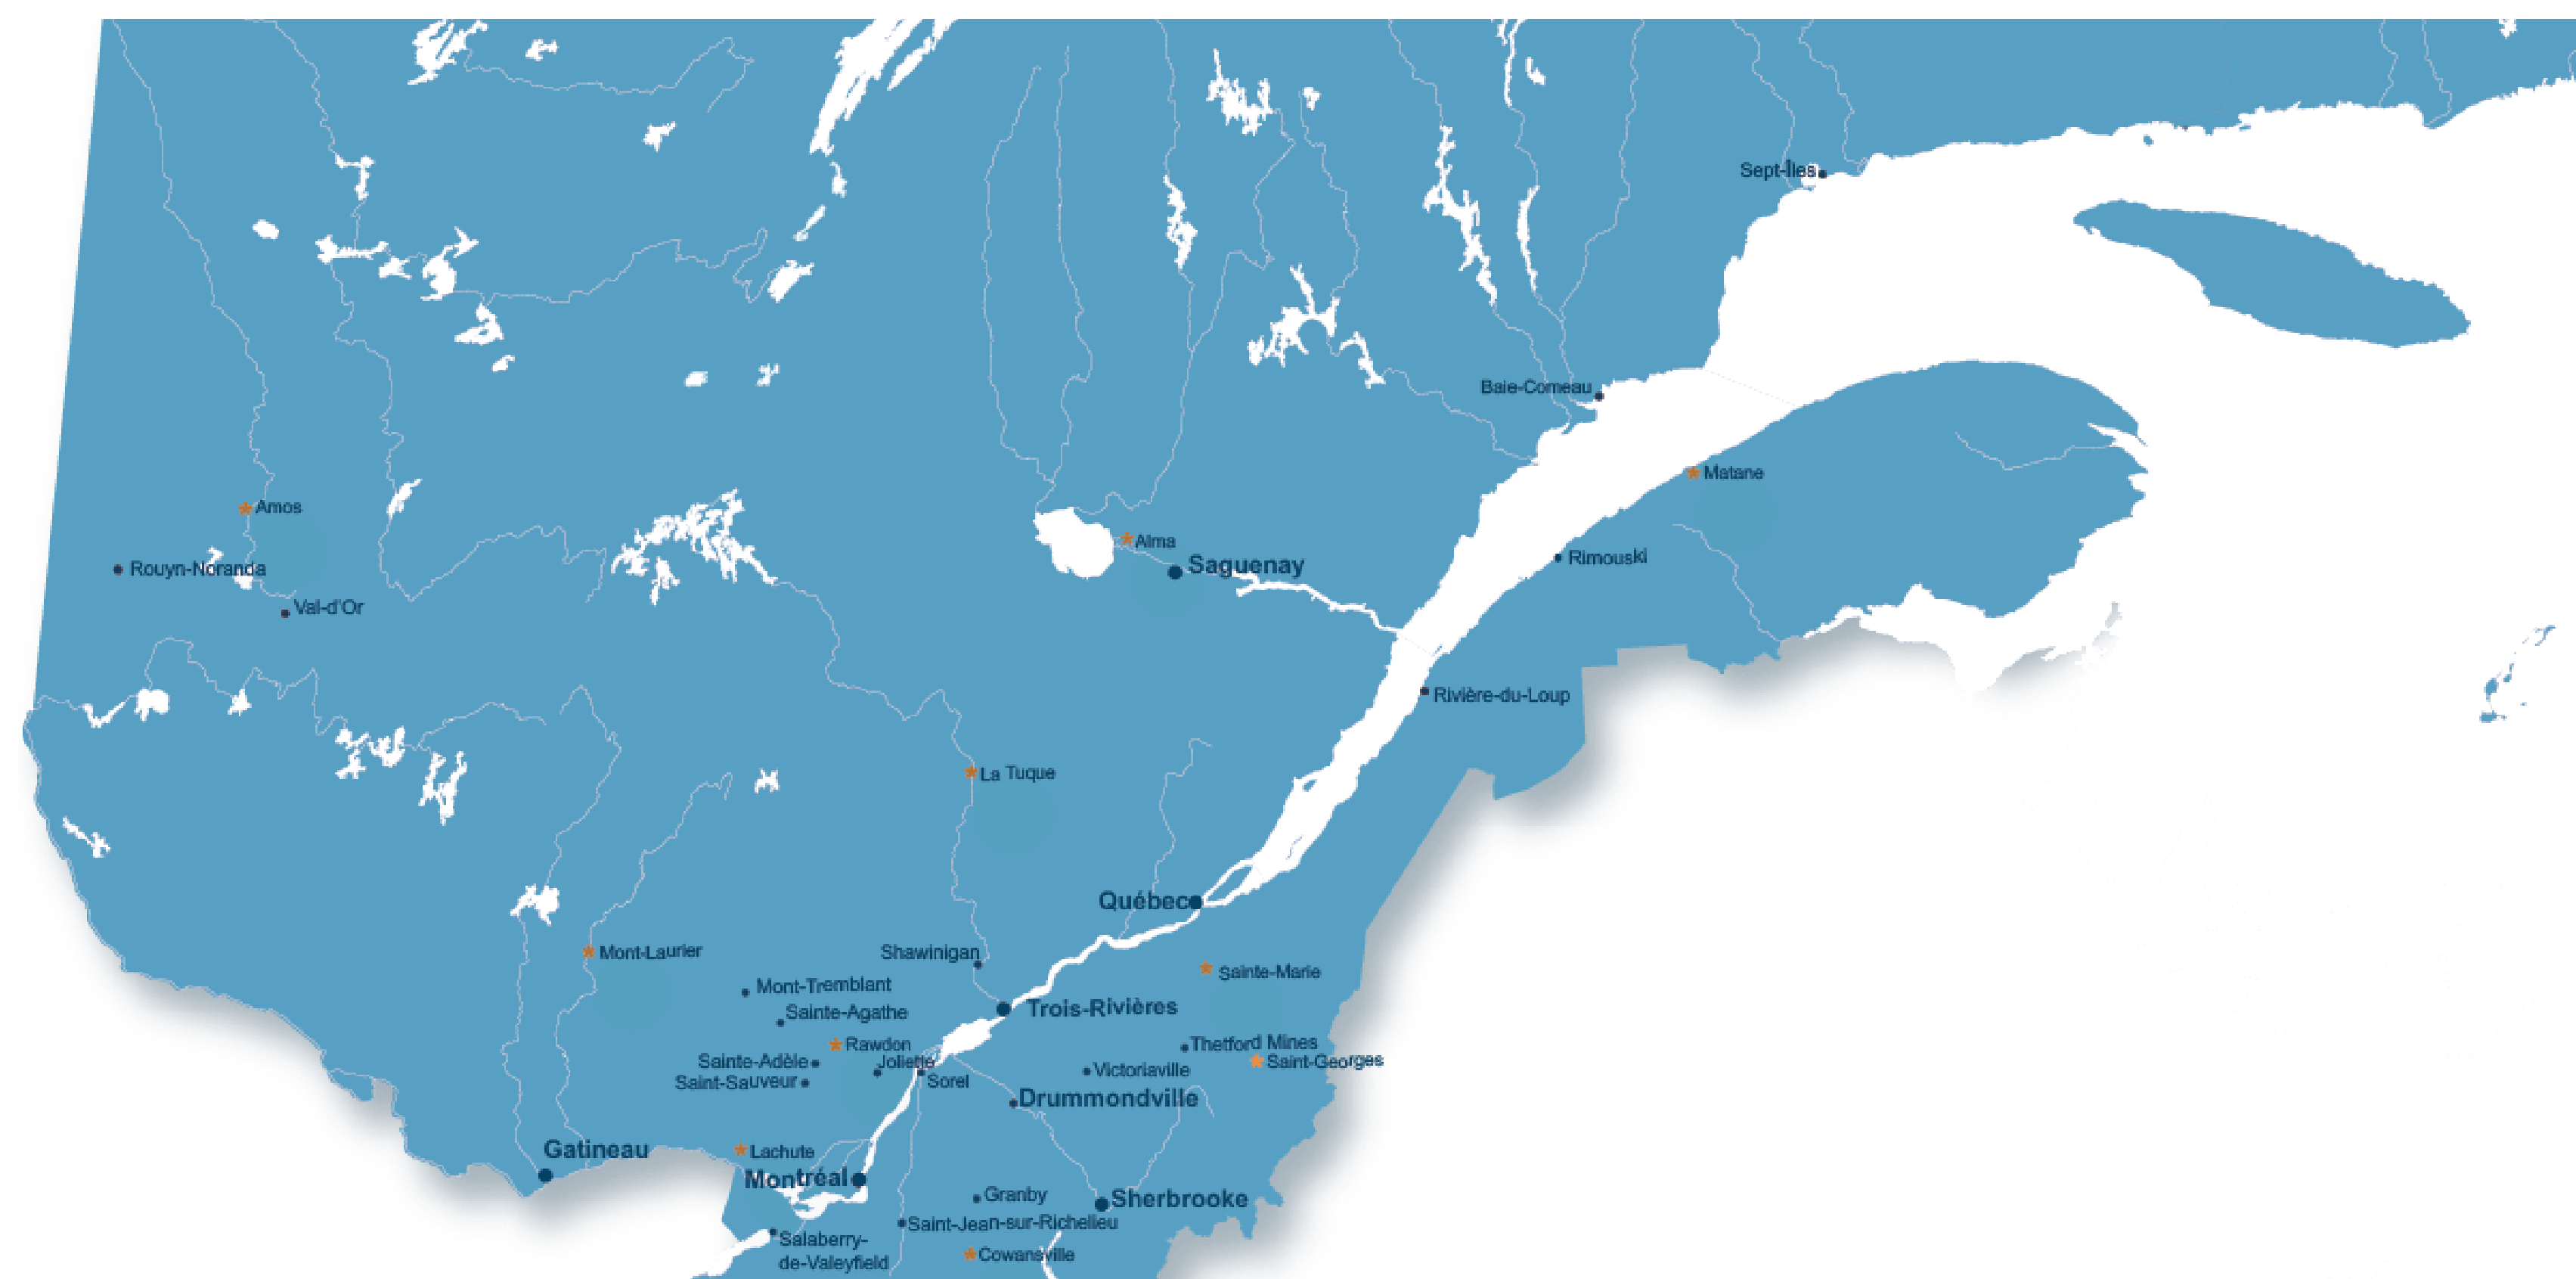 Sept-Îles
Baie-Comeau
* Matane
* Amos
* Alma
Saguenay
Rimouski
Rouyn-Noranda
Val-d'Or
Rivière-du-Loup
* La Tuque
Québec
* Mont-Laurier
Shawinigan
* Sainte-Marie
Mont-Tremblant
Trois-Rivières
Sainte-Agathe
* Rawdon
Thetford Mines
Sainte-Adèle
Joliette
* Saint-Georges
Victoriaville
Saint-Sauveur
Sorel
Drummondville
Gatineau
* Lachute
Montréal
Granby
Sherbrooke
Saint-Jean-sur-Richelieu
Salaberry-
de-Valeyfield
* Cowansville